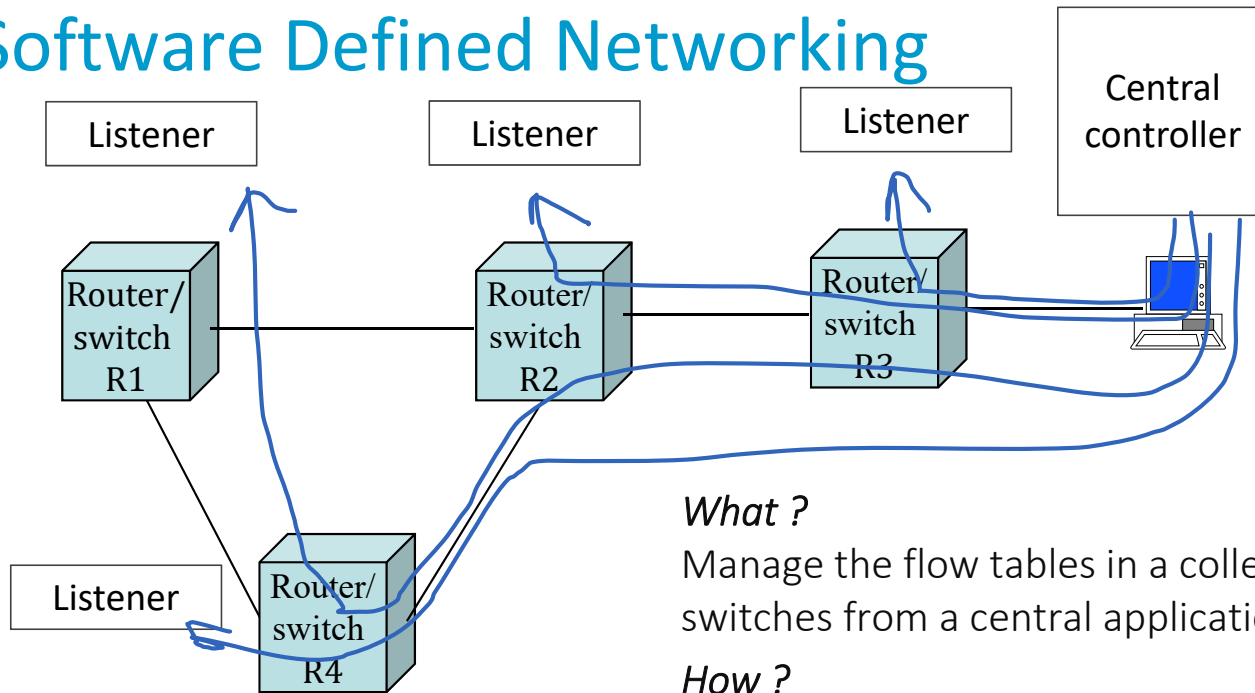 Software Defined Networking
Listener
Listener
Listener
Central
controller
Router/
switch
R1
Router/
switch
R2
Router/
switch
R3
Listener
Router/
switch
R4
What ?
Manage the flow tables in a colle
switches from a central applicatio
How ?